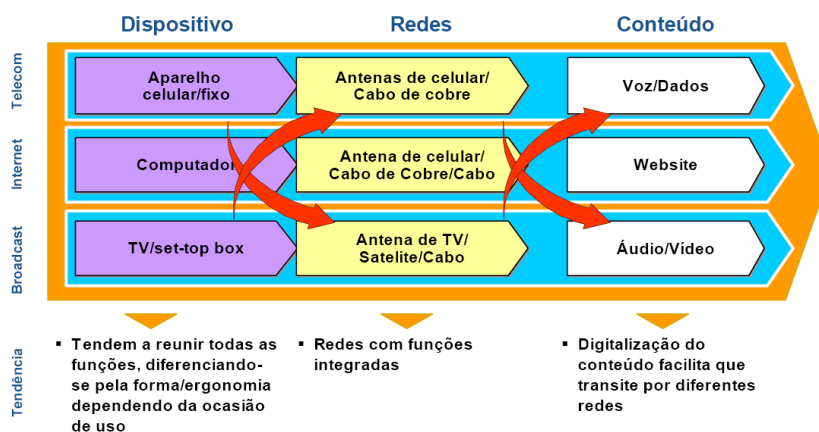 Dispositivo
Redes
Conteúdo
Telecom
Aparelho
celular/fixo
Antenas de celular/
Cabo de cobre
Voz/Dados
Internet
Computador
Antena de celular/
Cabo de Cobre/Cabo
Website
Broadcast
TV/set-top box
Antena de TV/
Satelite/Cabo
Áudio/Vídeo
Tendência
▪ Tendem a reunir todas as
funções, diferenciando-
se pela forma/ergonomia
dependendo da ocasião
de uso
▪ Redes com funções
integradas
▪ Digitalização do
conteúdo facilita que
transite por diferentes
redes